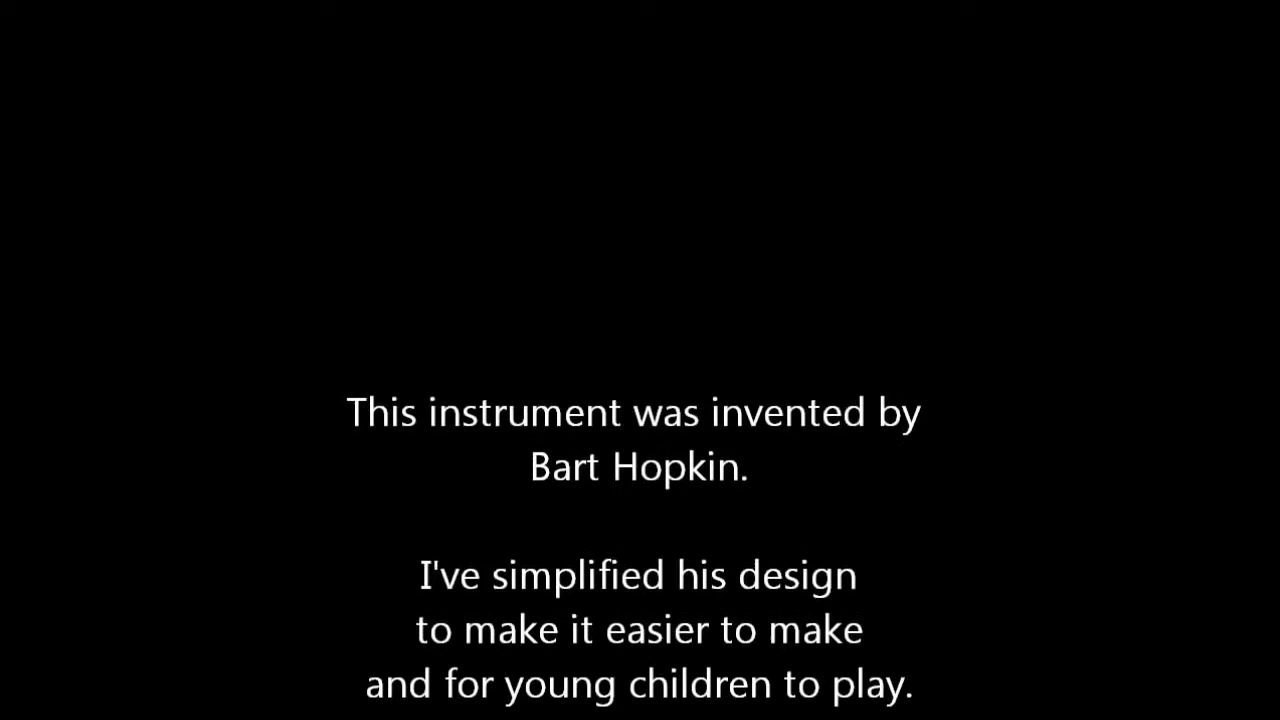 This instrument was invented by
Bart Hopkin.
I've simplified his design
to make it easier to make
and for young children to play.